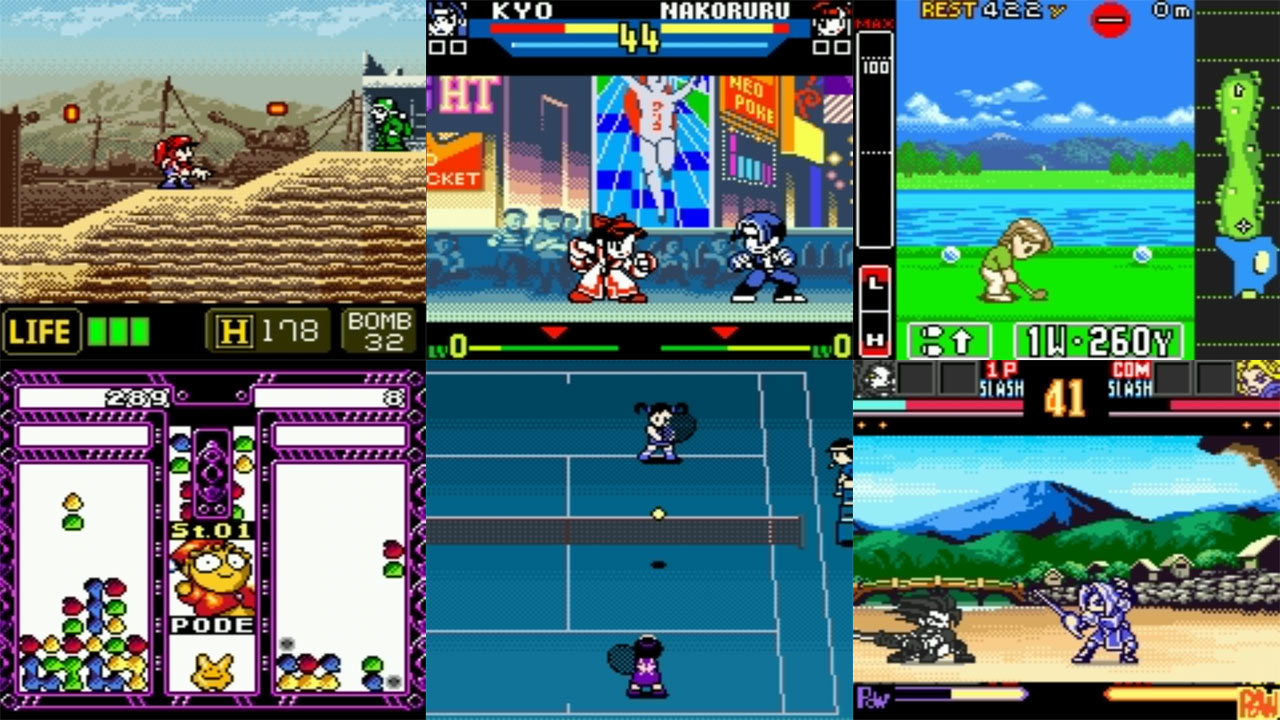 LIFE
H 178
BOMB
32
KYO
NAKORURU
44
HT
CKET
NEO
POKE
LV0
LV0
REST 422y
0m
MAX
100
L
H
1W·260Y
289
8
St.01
PODE
1P
SLASH
41
COM
SLASH
POW
POW